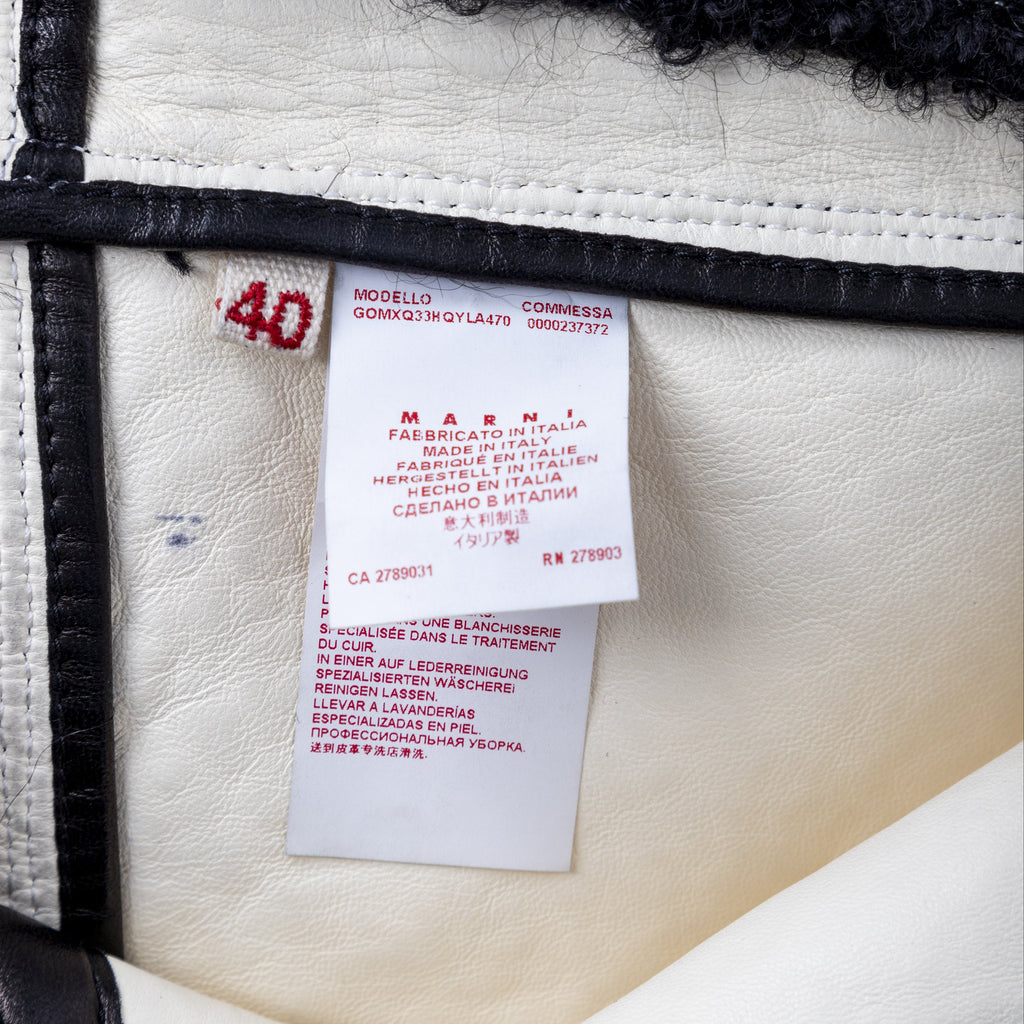 40
MODELLO
GOMXQ33HQYLA470
COMMESSA
0000237372
MARNI
FABBRICATO IN ITALIA
MADE IN ITALY
FABRIQUÉ EN ITALIE
HERGESTELLT IN ITALIEN
HECHO EN ITALIA
СДЕЛАНО В ИТАЛИИ
意大利制造
イタリア製
CA 2789031
RN 278903
UNE BLANCHISSERIE
SPÉCIALISÉE DANS LE TRAITEMENT
DU CUIR.
IN EINER AUF LEDERREINIGUNG
SPEZIALISIERTEN WÄSCHEREI
REINIGEN LASSEN.
LLEVAR A LAVANDERÍAS
ESPECIALIZADAS EN PIEL.
ПРОФЕССИОНАЛЬНАЯ УБОРКА.
送到皮革专洗店清洗.